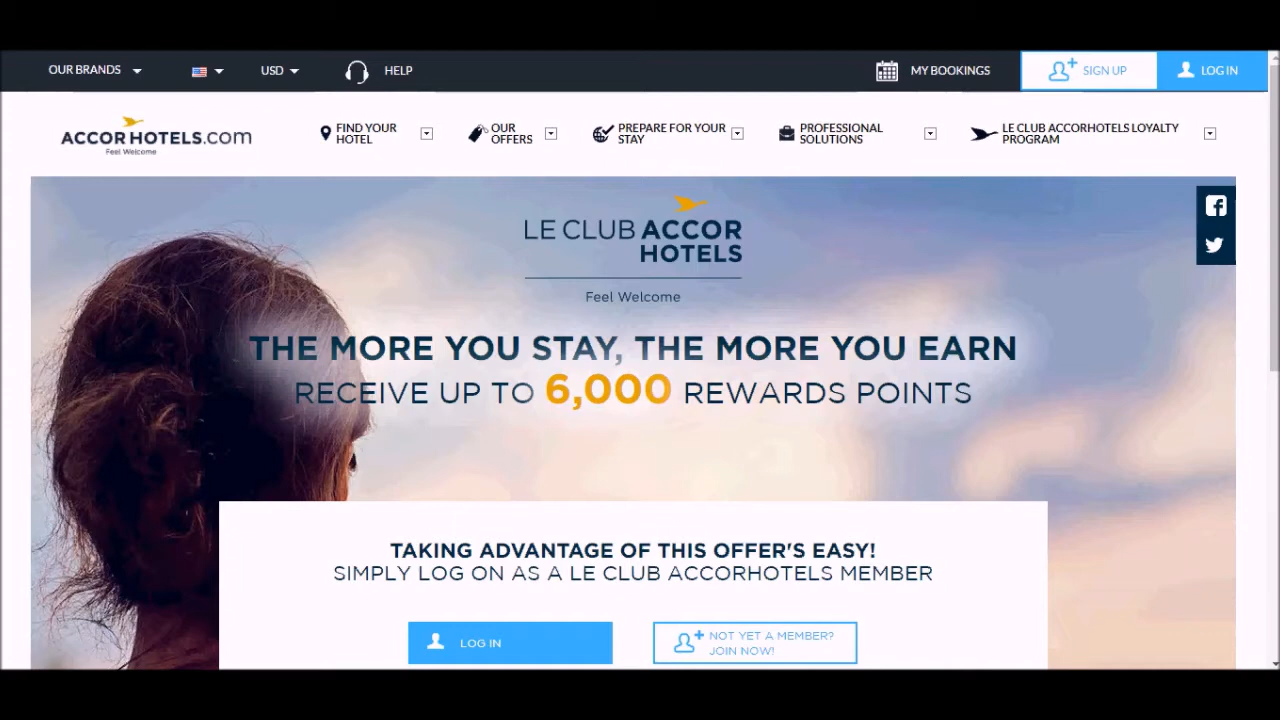 OUR BRANDS
USD
HELP
MY BOOKINGS
SIGN UP
LOG IN
ACCORHOTELS.com
Feel Welcome
FIND YOUR
HOTEL
OUR
OFFERS
PREPARE FOR YOUR
STAY
PROFESSIONAL
SOLUTIONS
LE CLUB ACCORHOTELS LOYALTY
PROGRAM
LE CLUB ACCOR
HOTELS
Feel Welcome
THE MORE YOU STAY, THE MORE YOU EARN
RECEIVE UP TO 6,000 REWARDS POINTS
TAKING ADVANTAGE OF THIS OFFER'S EASY!
SIMPLY LOG ON AS A LE CLUB ACCORHOTELS MEMBER
LOG IN
NOT YET A MEMBER?
JOIN NOW!